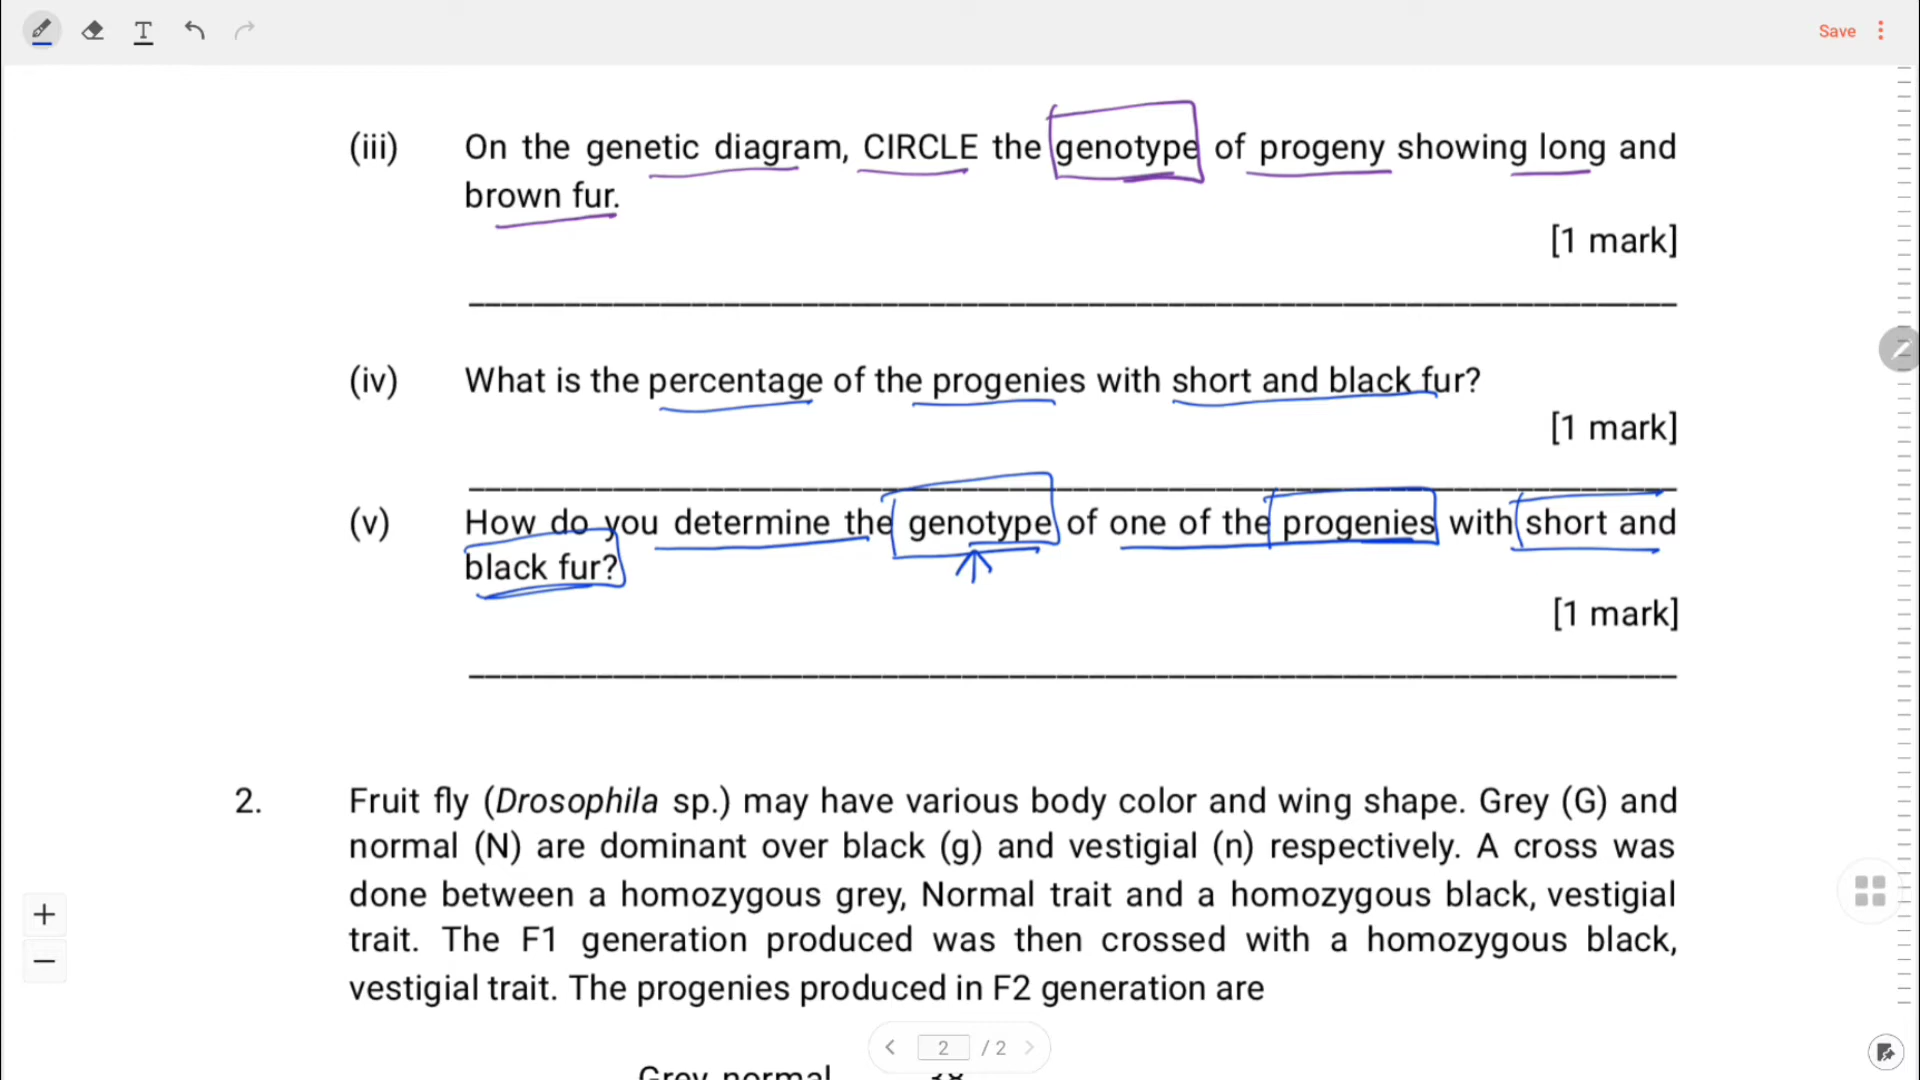 Save
(iii) On the genetic diagram, CIRCLE the genotype of progeny showing long and
brown fur.
[1 mark]
(iv) What is the percentage of the progenies with short and black fur?
[1 mark]
(v) How do you determine the genotype of one of the progenies with short and
black fur?
[1 mark]
2. Fruit fly (Drosophila sp.) may have various body color and wing shape. Grey (G) and
normal (N) are dominant over black (g) and vestigial (n) respectively. A cross was
done between a homozygous grey, Normal trait and a homozygous black, vestigial
trait. The F1 generation produced was then crossed with a homozygous black,
vestigial trait. The progenies produced in F2 generation are
2 / 2
Grey normal